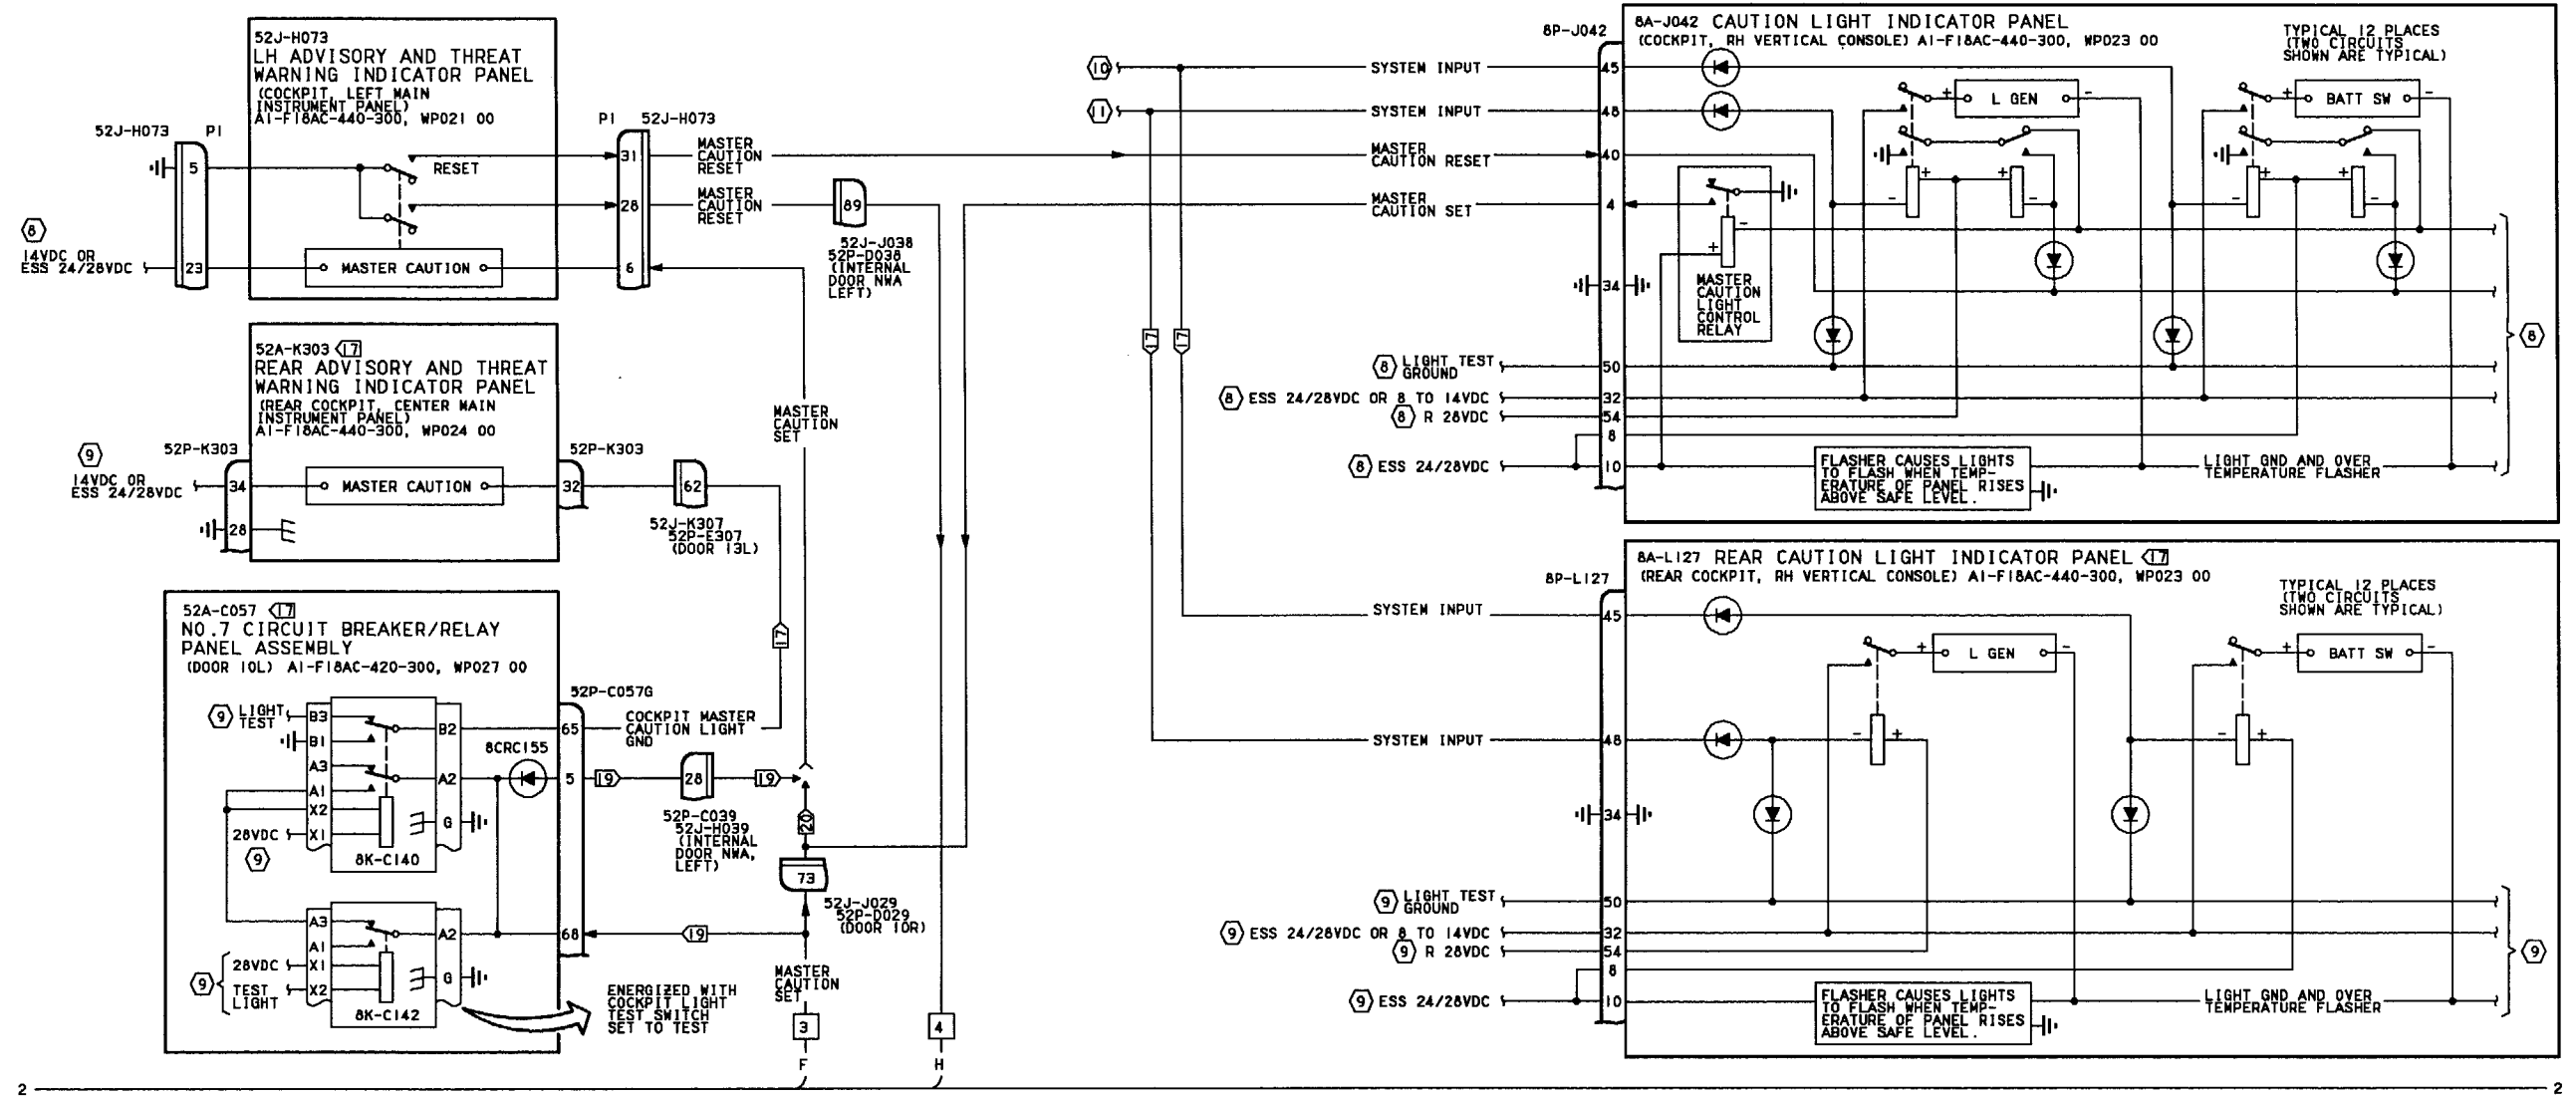 52J-H073
LH ADVISORY AND THREAT
WARNING INDICATOR PANEL
(COCKPIT, LEFT MAIN
INSTRUMENT PANEL)
A1-F18AC-440-300, WP021 00
52J-H073 P1
5
RESET
8
14VDC OR
ESS 24/28VDC
23
MASTER CAUTION
P1 52J-H073
31
MASTER
CAUTION
RESET
28
MASTER
CAUTION
RESET
6
89
52J-J038
52P-D038
(INTERNAL
DOOR NWA
LEFT)
52A-K303 17
REAR ADVISORY AND THREAT
WARNING INDICATOR PANEL
(REAR COCKPIT, CENTER MAIN
INSTRUMENT PANEL)
A1-F18AC-440-300, WP024 00
9
52P-K303
14VDC OR
ESS 24/28VDC
34
MASTER CAUTION
28
52P-K303
32
62
52J-K307
52P-E307
(DOOR 13L)
MASTER
CAUTION
SET
52A-C057 17
NO.7 CIRCUIT BREAKER/RELAY
PANEL ASSEMBLY
(DOOR 10L) A1-F18AC-420-300, WP027 00
9 LIGHT
TEST
B3
B1
A3
A1
X2
28VDC X1
9
B2
A2
G
8K-C140
8CRC155
52P-C057G
65
COCKPIT MASTER
CAUTION LIGHT
GND
17
5
19
28
19
52P-C039
52J-H039
(INTERNAL
DOOR NWA,
LEFT)
20
73
52J-J029
52P-D029
(DOOR 10R)
A3
A1
28VDC X1
9
TEST
LIGHT
X2
A2
G
8K-C142
68
19
ENERGIZED WITH
COCKPIT LIGHT
TEST SWITCH
SET TO TEST
MASTER
CAUTION
SET
3
F
4
H
10
SYSTEM INPUT
11
SYSTEM INPUT
MASTER
CAUTION RESET
MASTER
CAUTION SET
17
17
8P-J042
8A-J042 CAUTION LIGHT INDICATOR PANEL
(COCKPIT, RH VERTICAL CONSOLE) A1-F18AC-440-300, WP023 00
TYPICAL 12 PLACES
(TWO CIRCUITS
SHOWN ARE TYPICAL)
45
48
40
4
34
+ L GEN -
+ BATT SW -
+ +
- -
+ +
- -
-
+
MASTER
CAUTION
LIGHT
CONTROL
RELAY
8 LIGHT TEST
GROUND
50
8 ESS 24/28VDC OR 8 TO 14VDC
32
8 R 28VDC
54
8
8 ESS 24/28VDC
10
FLASHER CAUSES LIGHTS
TO FLASH WHEN TEMP-
ERATURE OF PANEL RISES
ABOVE SAFE LEVEL.
LIGHT GND AND OVER
TEMPERATURE FLASHER
8
8P-L127
8A-L127 REAR CAUTION LIGHT INDICATOR PANEL 17
(REAR COCKPIT, RH VERTICAL CONSOLE) A1-F18AC-440-300, WP023 00
TYPICAL 12 PLACES
(TWO CIRCUITS
SHOWN ARE TYPICAL)
SYSTEM INPUT
45
+ L GEN -
+ BATT SW -
SYSTEM INPUT
48
- +
- +
34
9 LIGHT TEST
GROUND
50
9 ESS 24/28VDC OR 8 TO 14VDC
32
9 R 28VDC
54
8
9 ESS 24/28VDC
10
FLASHER CAUSES LIGHTS
TO FLASH WHEN TEMP-
ERATURE OF PANEL RISES
ABOVE SAFE LEVEL.
LIGHT GND AND OVER
TEMPERATURE FLASHER
9
2 2